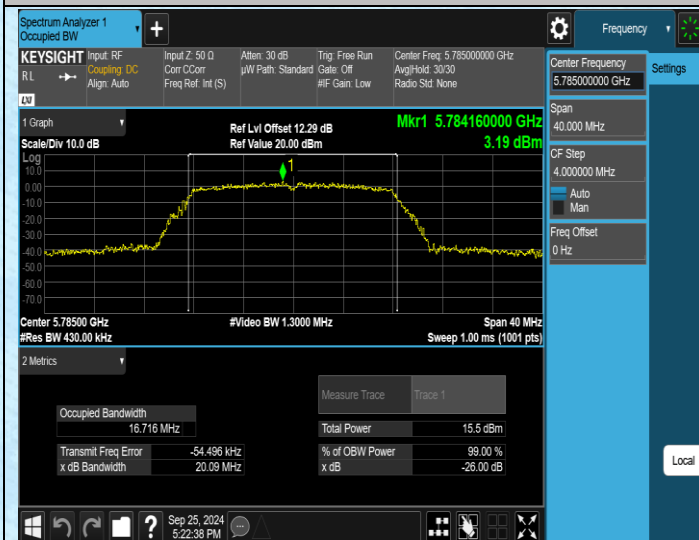 Spectrum Analyzer 1
Occupied BW
Frequency
KEYSIGHT
RL
LXI
Input: RF
Coupling: DC
Align: Auto
Input Z: 50 Ω
Corr CCorr
Freq Ref: Int (S)
Atten: 30 dB
µW Path: Standard
Trig: Free Run
Gate: Off
#IF Gain: Low
Center Freq: 5.785000000 GHz
Avg|Hold: 30/30
Radio Std: None
1 Graph
Scale/Div 10.0 dB
Ref Lvl Offset 12.29 dB
Ref Value 20.00 dBm
Mkr1 5.784160000 GHz
3.19 dBm
Log
10.0
0.00
-10.0
-20.0
-30.0
-40.0
-50.0
-60.0
-70.0
1
Center 5.78500 GHz
#Video BW 1.3000 MHz
Span 40 MHz
#Res BW 430.00 kHz
Sweep 1.00 ms (1001 pts)
2 Metrics
Measure Trace
Trace 1
Occupied Bandwidth
16.716 MHz
Total Power
15.5 dBm
Transmit Freq Error
-54.496 kHz
% of OBW Power
99.00 %
x dB Bandwidth
20.09 MHz
x dB
-26.00 dB
Center Frequency
5.785000000 GHz
Settings
Span
40.000 MHz
CF Step
4.000000 MHz
Auto
Man
Freq Offset
0 Hz
Local
?
Sep 25, 2024
5:22:38 PM